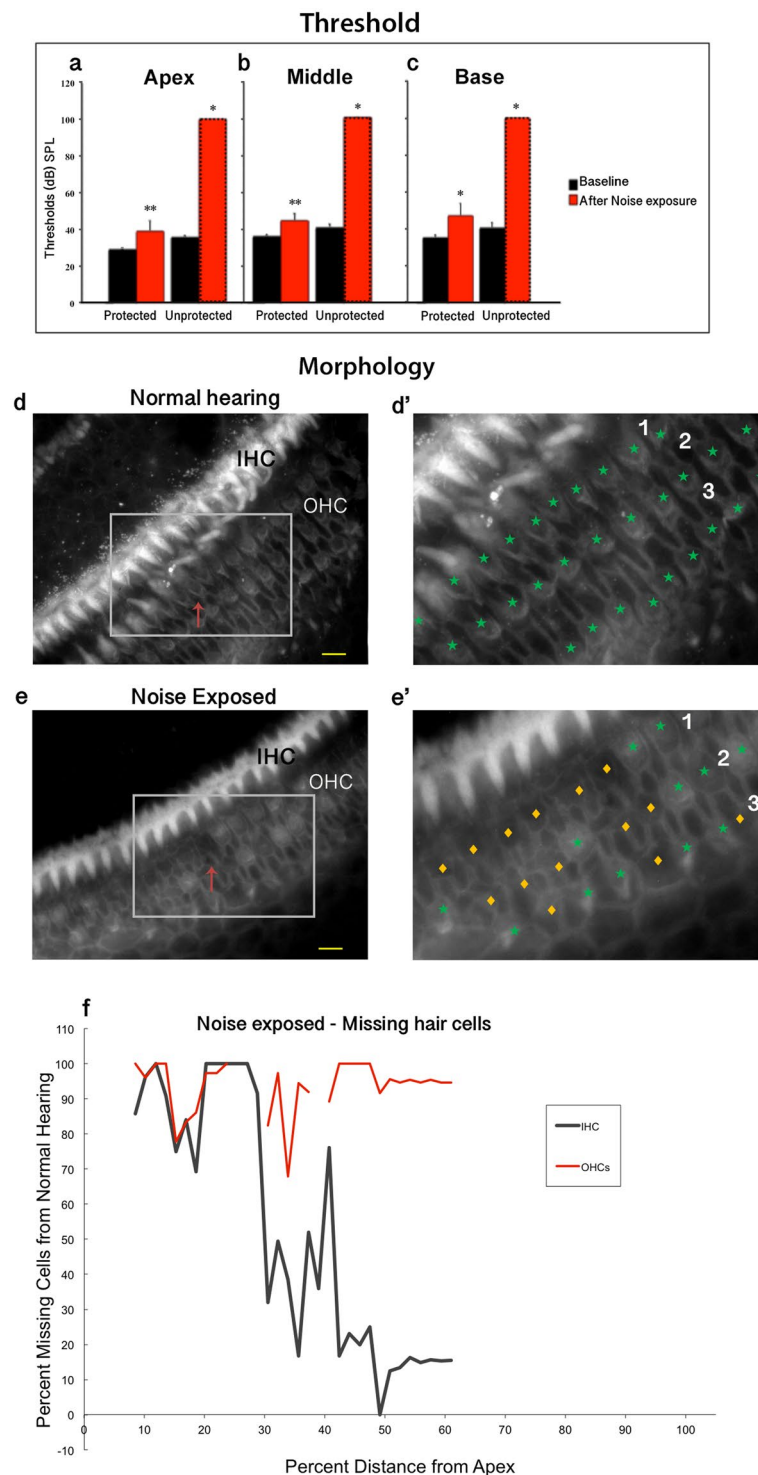 Threshold
a Apex b Middle c Base
Thresholds (dB) SPL
120
100
80
60
40
20
0
** * ** * * *
Baseline
After Noise exposure
Protected Unprotected Protected Unprotected Protected Unprotected
Morphology
d Normal hearing d'
IHC
OHC
1 2 3
e Noise Exposed e'
IHC
OHC
1 2 3
f Noise exposed - Missing hair cells
Percent Missing Cells from Normal Hearing
110
100
90
80
70
60
50
40
30
20
10
0
-10
IHC
OHCs
0 10 20 30 40 50 60 70 80 90 100
Percent Distance from Apex